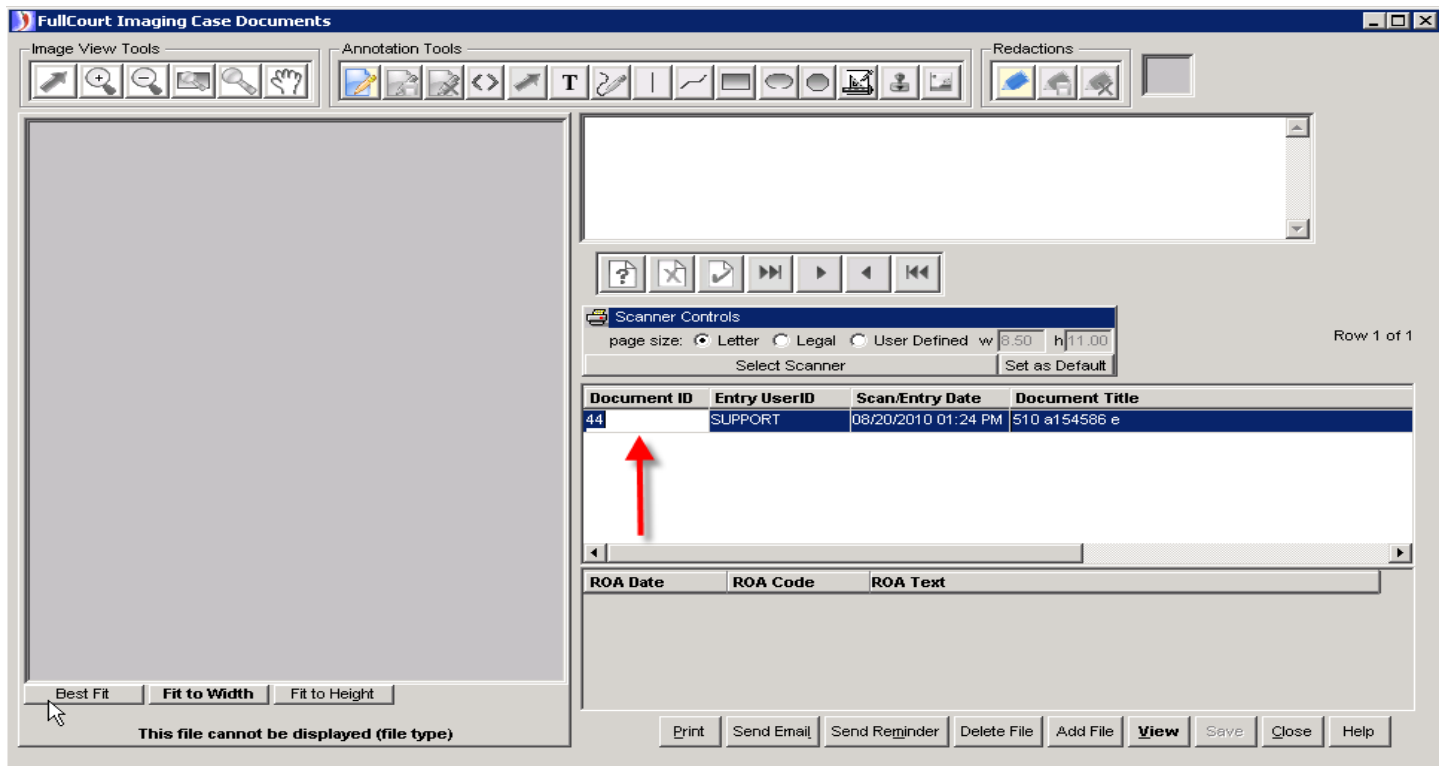 FullCourt Imaging Case Documents
Image View Tools
Annotation Tools
Redactions
T
?
Scanner Controls
page size: Letter Legal User Defined w 8.50 h 11.00
Row 1 of 1
Select Scanner Set as Default
Document ID Entry UserID Scan/Entry Date Document Title
44 SUPPORT 08/20/2010 01:24 PM 510 a154586 e
ROA Date ROA Code ROA Text
Best Fit Fit to Width Fit to Height
This file cannot be displayed (file type)
Print Send Email Send Reminder Delete File Add File View Save Close Help